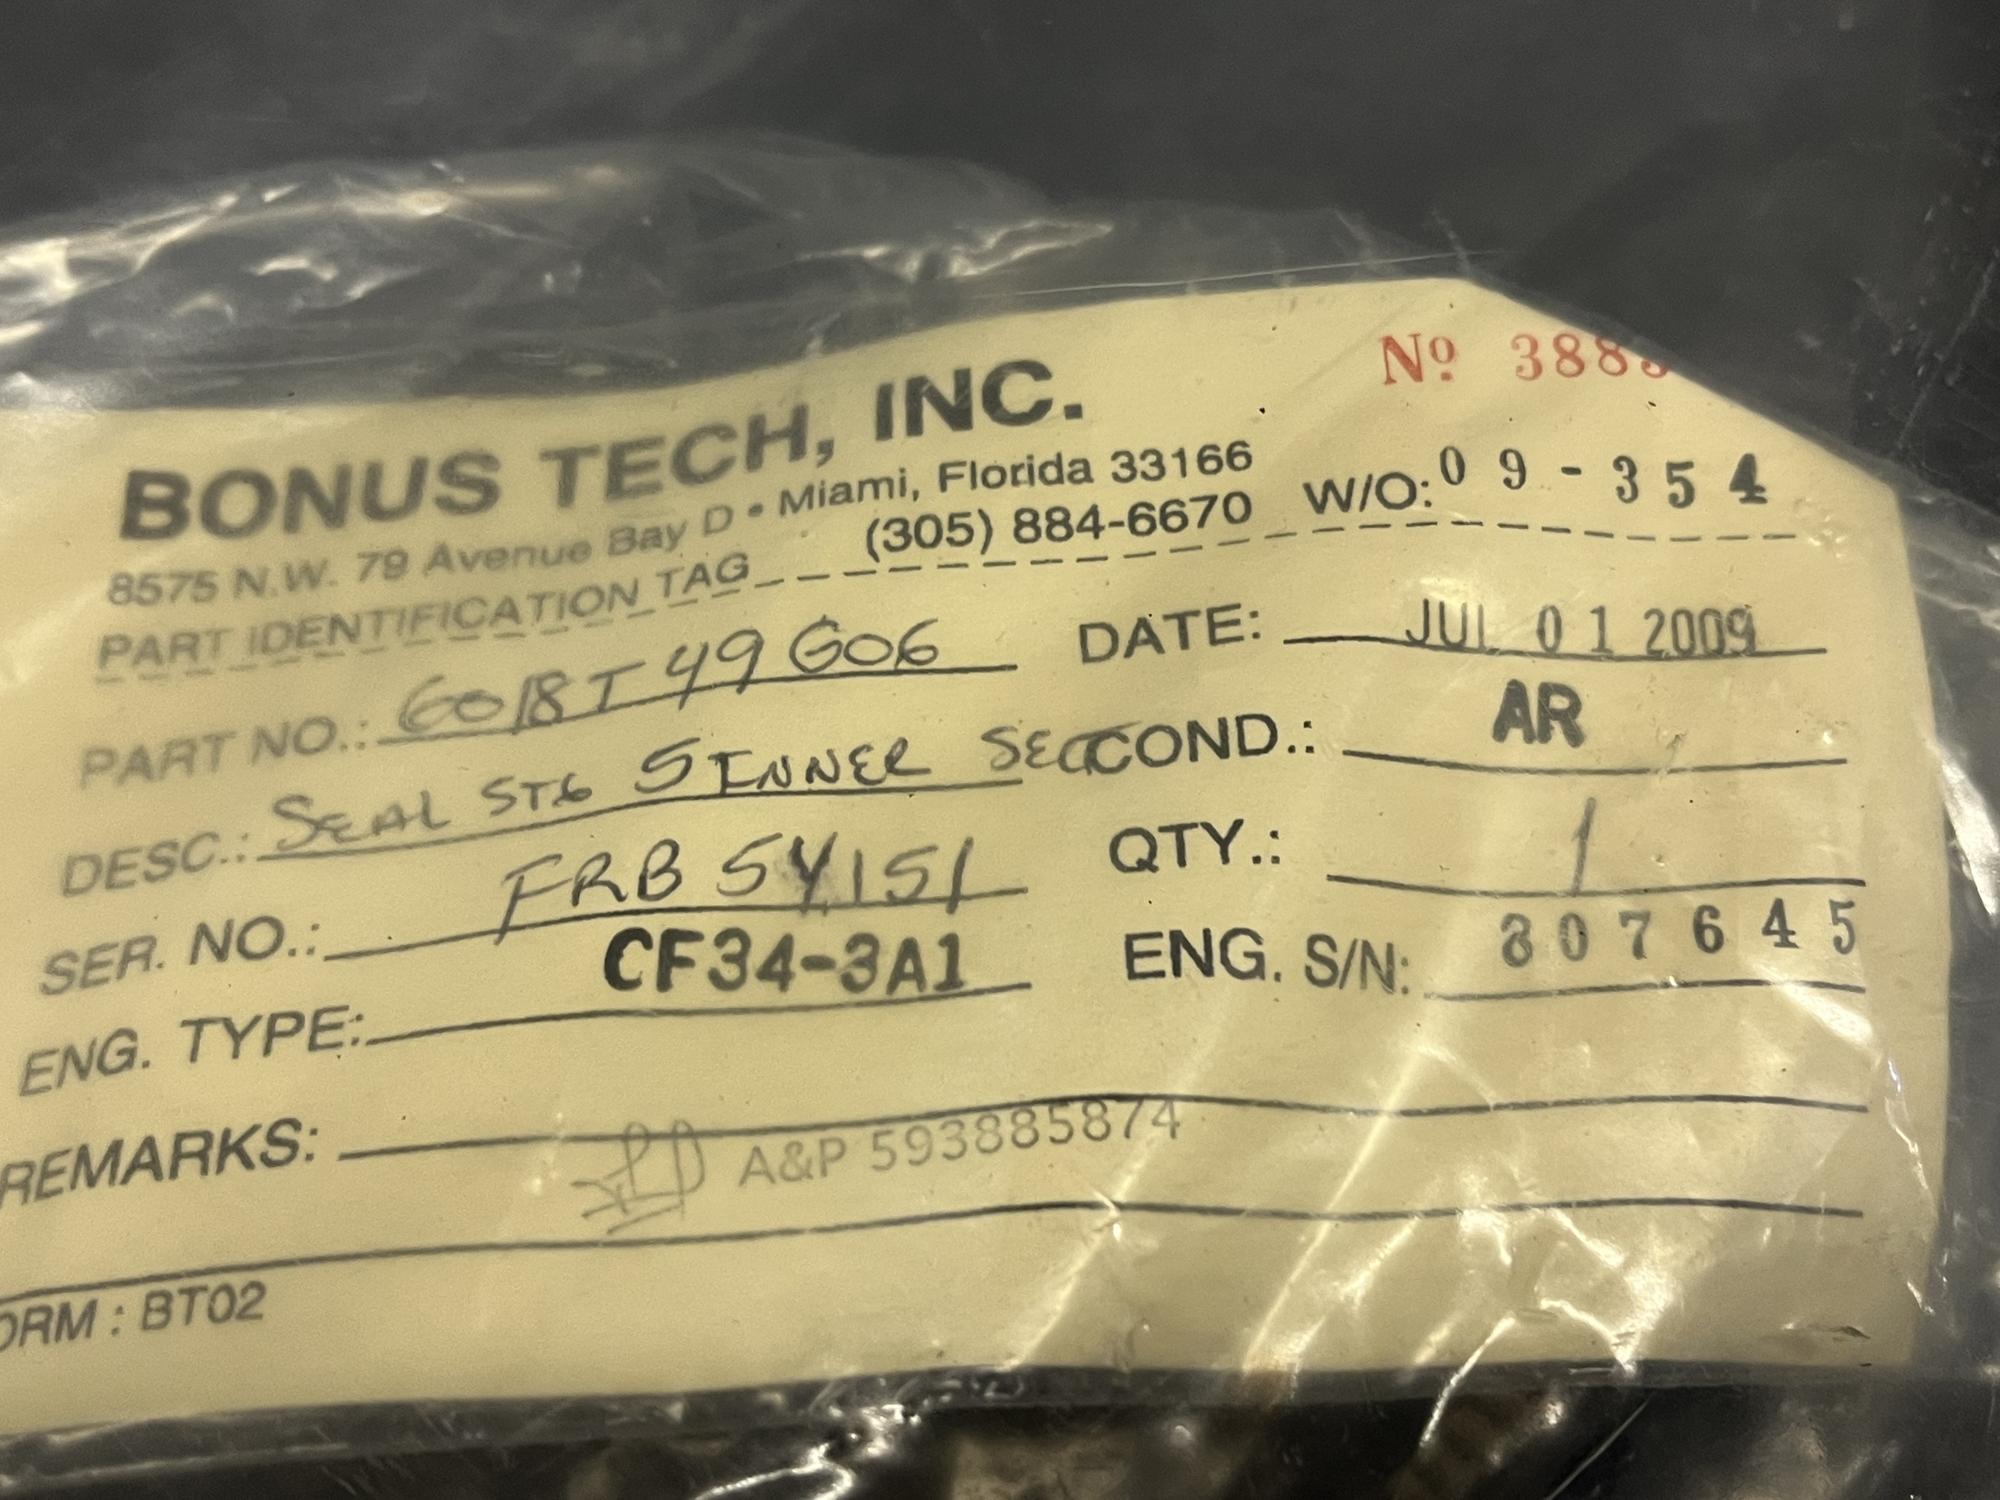 BONUS TECH, INC.
Nº 388
8575 N.W. 79 Avenue Bay D • Miami, Florida 33166
PART IDENTIFICATION TAG (305) 884-6670 W/O: 09-354
PART NO.: 6018T49G06 DATE: JUL 01 2009
DESC.: SEAL STG 5 INNER SEC COND.: AR
SER. NO.: FRB5Y151 QTY.: 1
ENG. TYPE: CF34-3A1 ENG. S/N: 807645
REMARKS:
A&P 593885874
ORM : BT02